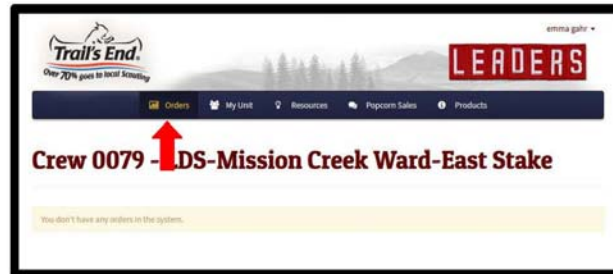 emma gahr
Trail's End.
Over 70% goes to local Scouting
LEADERS
Orders My Unit Resources Popcorn Sales Products
Crew 0079 - LDS-Mission Creek Ward-East Stake
You don't have any orders in the system.